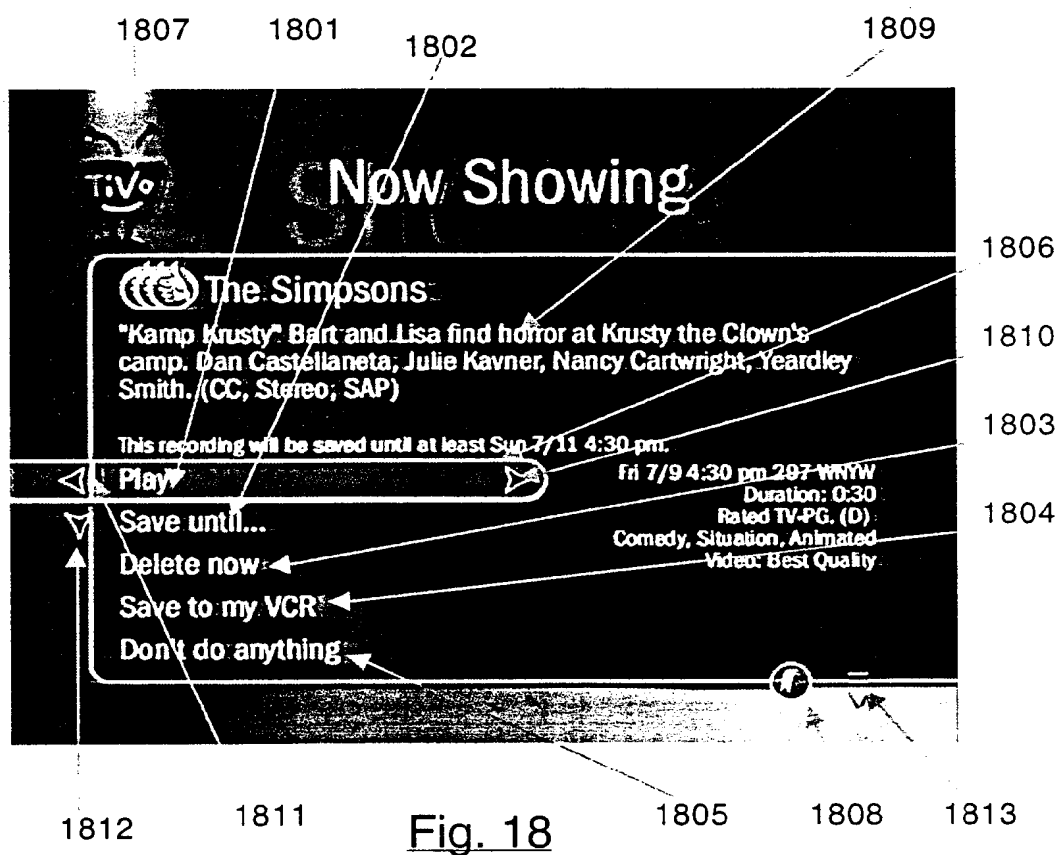 1807 1801 1802 1809
TiVo
Now Showing
The Simpsons
"Kamp Krusty" Bart and Lisa find horror at Krusty the Clown's
camp. Dan Castellaneta, Julie Kavner, Nancy Cartwright, Yeardley
Smith. (CC, Stereo, SAP)
This recording will be saved until at least Sun 7/11 4:30 pm.
Play
Save until...
Delete now
Save to my VCR
Don't do anything
Fri 7/9 4:30 pm 297 WNYW
Duration: 0:30
Rated TV-PG. (D)
Comedy, Situation, Animated
Video: Best Quality
1806
1810
1803
1804
1812 1811 1805 1808 1813
Fig. 18